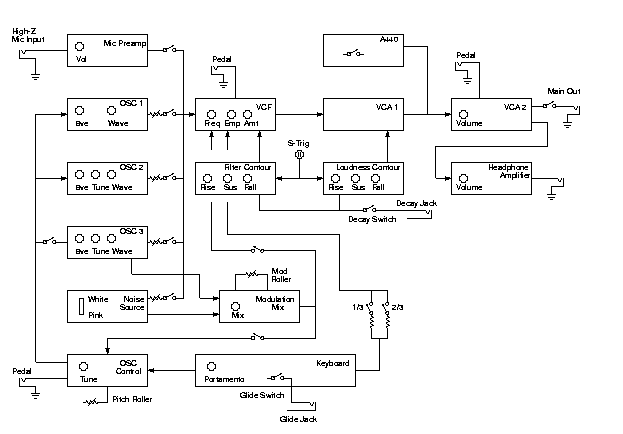 High-Z
Mic Input
Mic Preamp
Vol
A440
Pedal
Pedal
OSC 1
8ve Wave
VCF
Freq Emp Amt
VCA 1
VCA 2
Volume
Main Out
S-Trig
OSC 2
8ve Tune Wave
Filter Contour
Rise Sus Fall
Loudness Contour
Rise Sus Fall
Headphone
Amplifier
Volume
Decay Jack
Decay Switch
OSC 3
8ve Tune Wave
Mod
Roller
White
Pink
Noise
Source
Modulation
Mix
Mix
1/3
2/3
Pedal
OSC
Control
Tune
Keyboard
Portamento
Glide Switch
Pitch Roller
Glide Jack